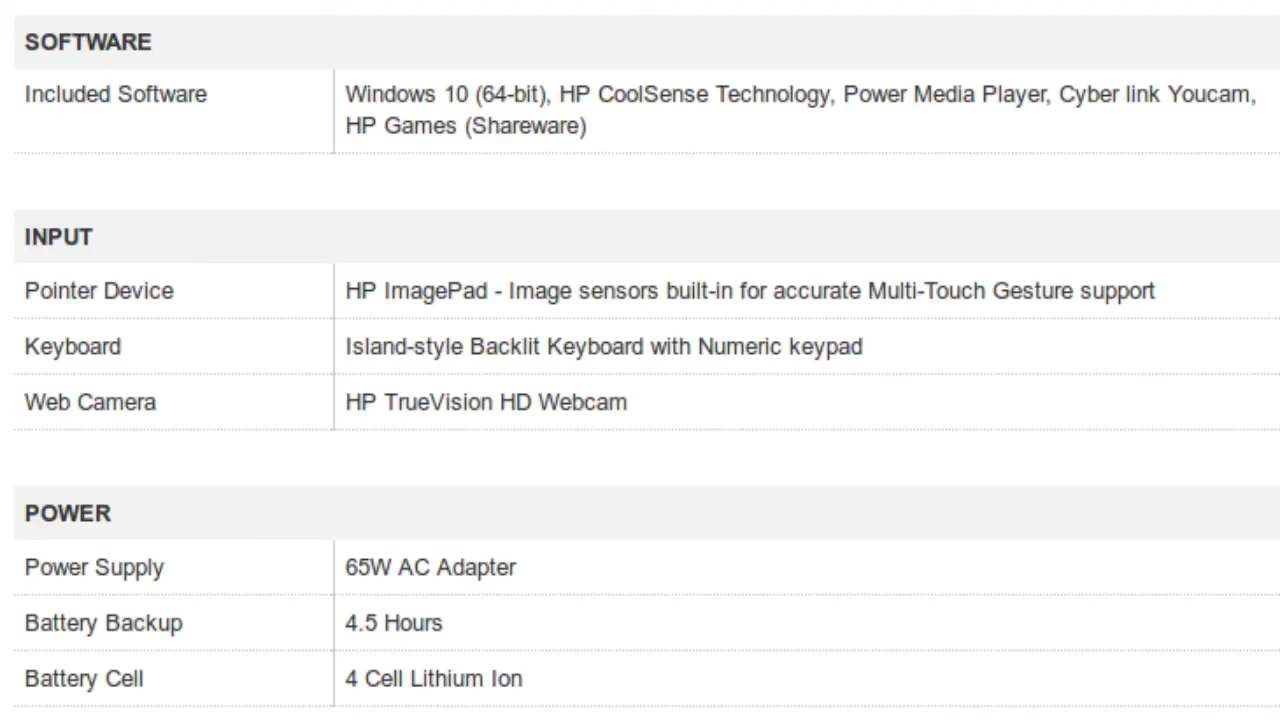 SOFTWARE
Included Software
Windows 10 (64-bit), HP CoolSense Technology, Power Media Player, Cyber link Youcam,
HP Games (Shareware)
INPUT
Pointer Device
HP ImagePad - Image sensors built-in for accurate Multi-Touch Gesture support
Keyboard
Island-style Backlit Keyboard with Numeric keypad
Web Camera
HP TrueVision HD Webcam
POWER
Power Supply
65W AC Adapter
Battery Backup
4.5 Hours
Battery Cell
4 Cell Lithium Ion